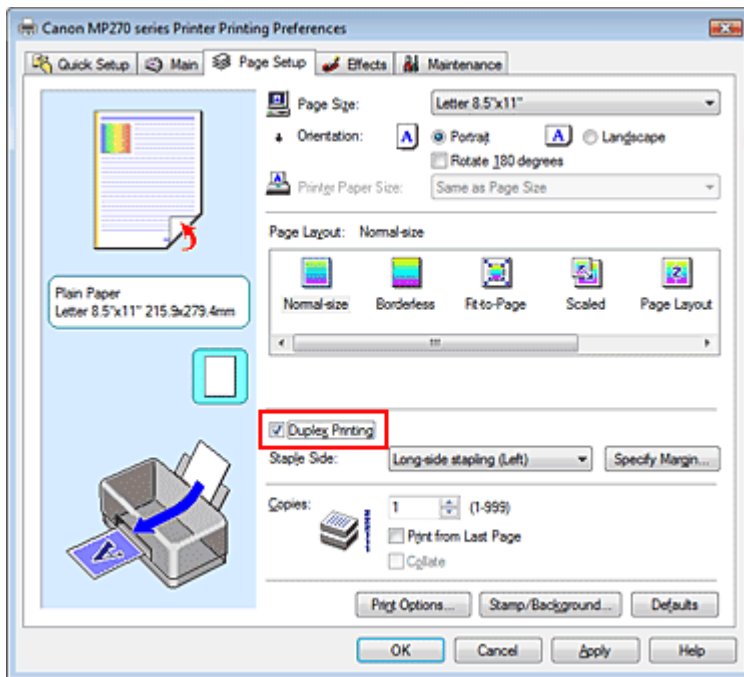 Canon MP270 series Printer Printing Preferences
Quick Setup Main Page Setup Effects Maintenance
Plain Paper
Letter 8.5"x11" 215.9x279.4mm
Page Size: Letter 8.5"x11"
Orientation: A Portrait A Landscape
Rotate 180 degrees
Printer Paper Size: Same as Page Size
Page Layout: Normal-size
Normal-size Borderless Fit-to-Page Scaled Page Layout
Duplex Printing
Staple Side: Long-side stapling (Left) Specify Margin...
Copies: 1 (1-999)
Print from Last Page
Collate
Print Options... Stamp/Background... Defaults
OK Cancel Apply Help